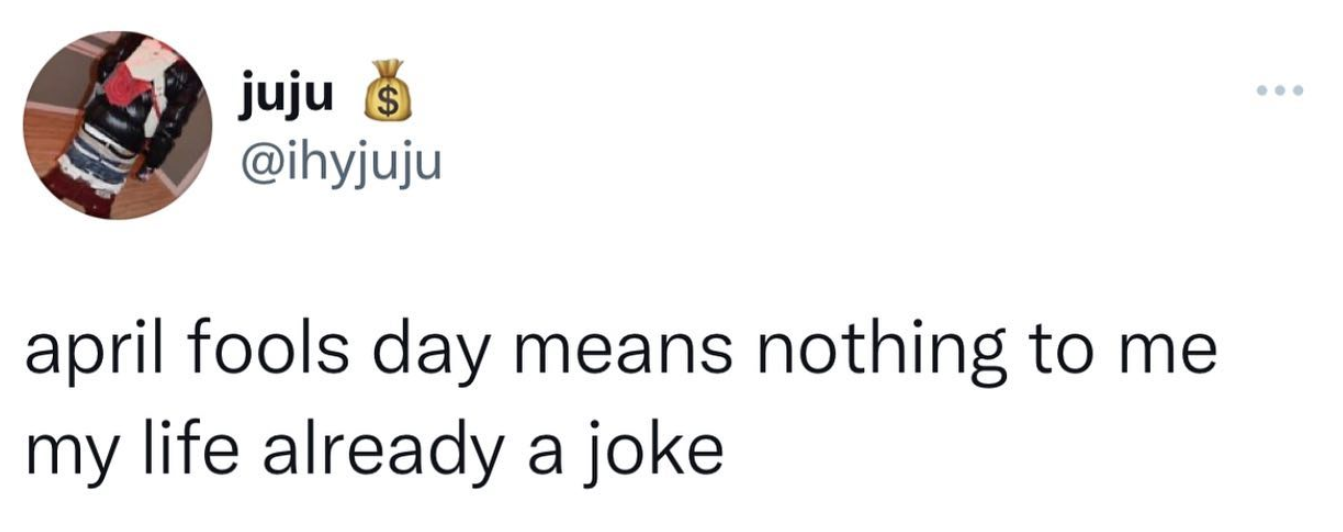 juju 💰
@ihyjuju
april fools day means nothing to me
my life already a joke